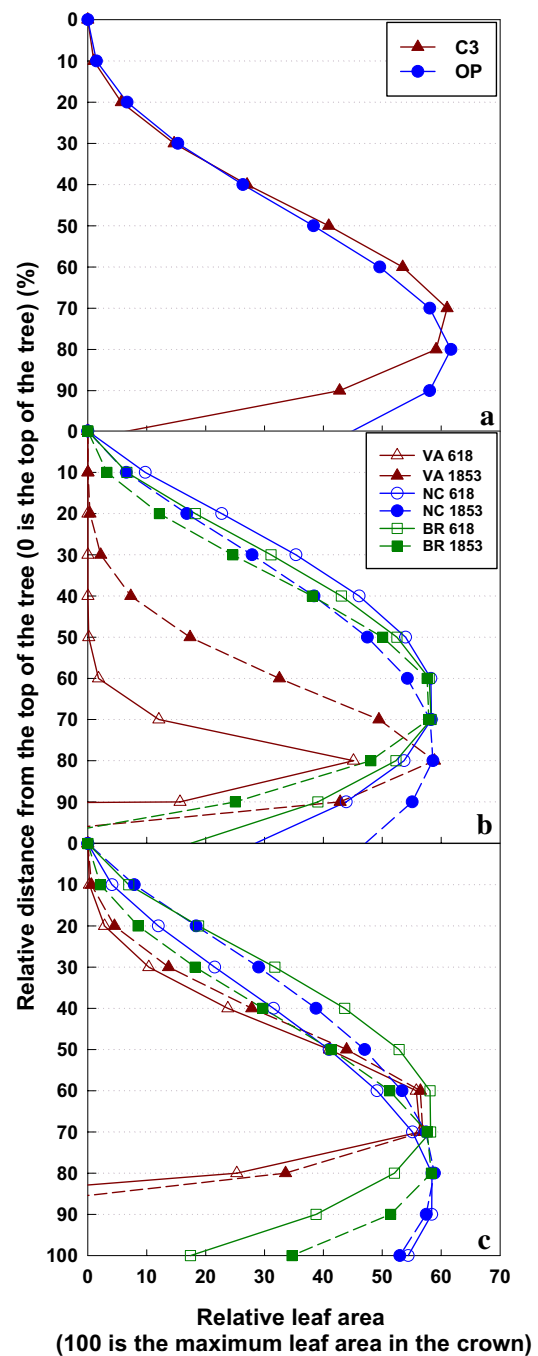 0
10
20
30
40
50
60
70
80
90
C3
OP
a
0
10
20
30
40
50
60
70
80
90
VA 618
VA 1853
NC 618
NC 1853
BR 618
BR 1853
b
0
10
20
30
40
50
60
70
80
90
100
c
0 10 20 30 40 50 60 70
Relative distance from the top of the tree (0 is the top of the tree) (%)
Relative leaf area
(100 is the maximum leaf area in the crown)